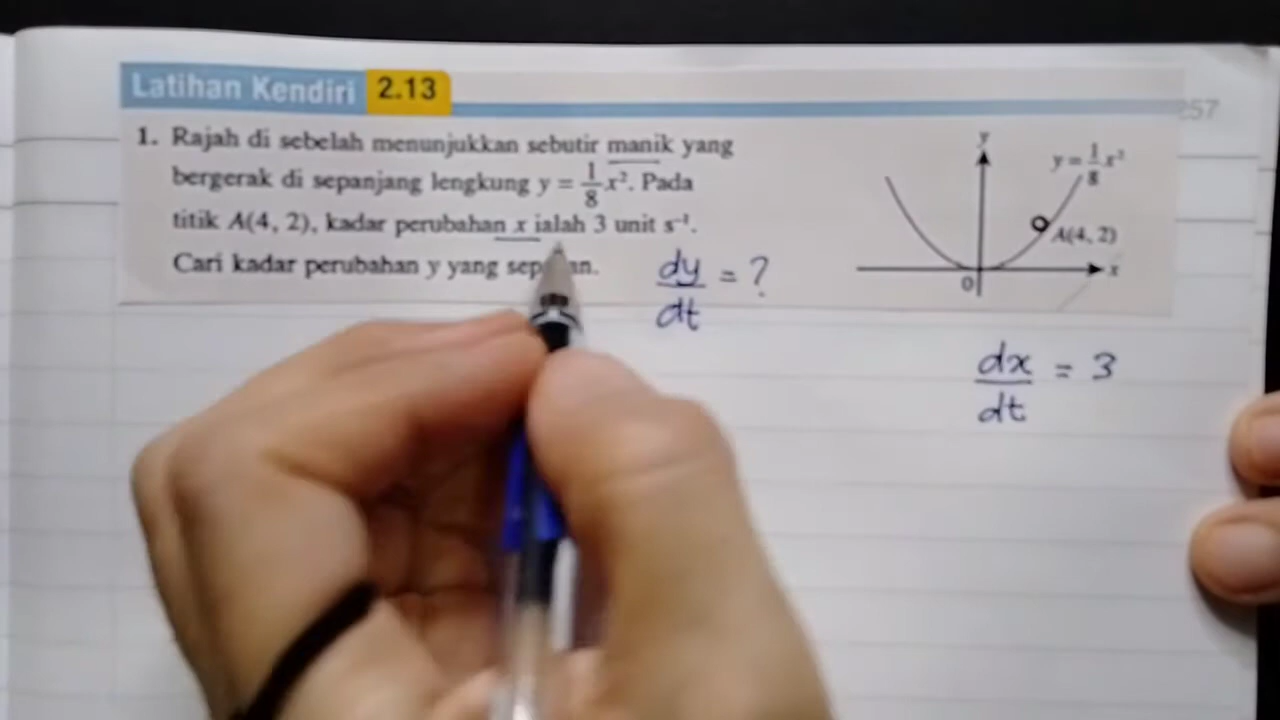 Latihan Kendiri 2.13
257
1. Rajah di sebelah menunjukkan sebutir manik yang
bergerak di sepanjang lengkung y = 1/8 x². Pada
titik A(4, 2), kadar perubahan x ialah 3 unit s⁻¹.
Cari kadar perubahan y yang
y
y = 1/8 x²
A(4, 2)
x
0
dy/dt = ?
dx/dt = 3